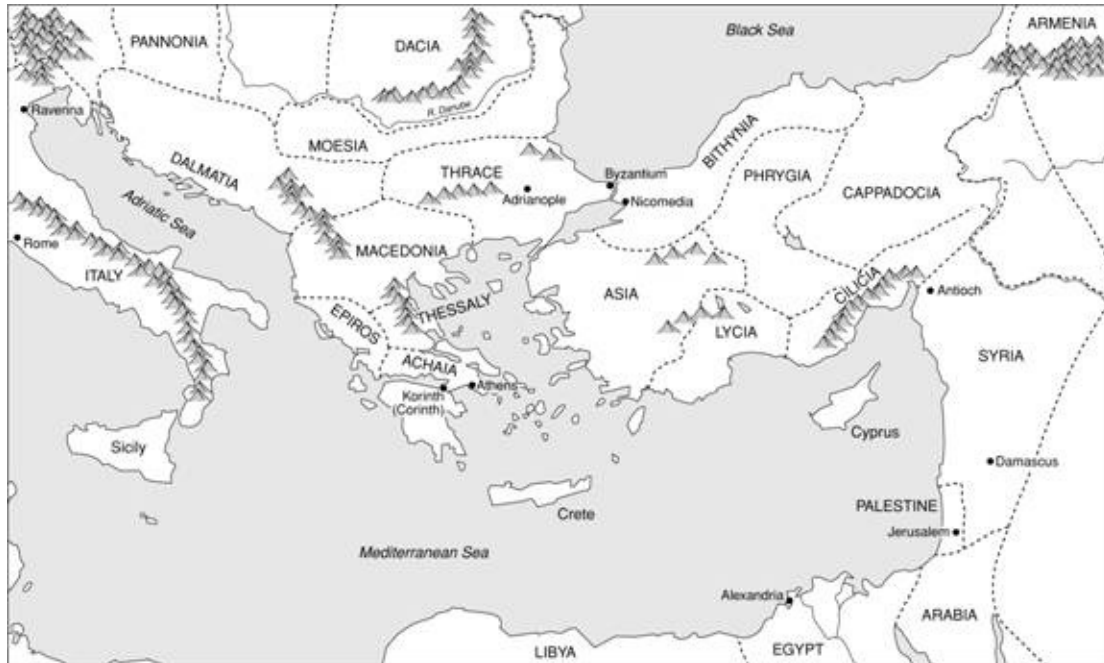 ARMENIA
PANNONIA
DACIA
Black Sea
R. Danube
Ravenna
MOESIA
BITHYNIA
DALMATIA
THRACE
Byzantium
PHRYGIA
Adrianople
Nicomedia
CAPPADOCIA
Adriatic Sea
Rome
MACEDONIA
ITALY
CILICIA
ASIA
Antioch
THESSALY
EPIROS
LYCIA
SYRIA
ACHAIA
Athens
Korinth
(Corinth)
Sicily
Cyprus
Damascus
Crete
PALESTINE
Jerusalem
Mediterranean Sea
Alexandria
ARABIA
LIBYA
EGYPT